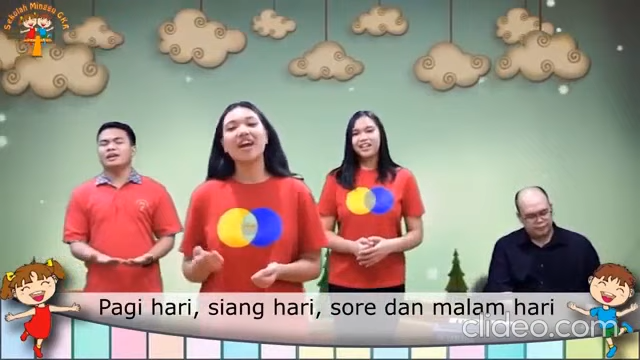 Sekolah Minggu GKA
Pagi hari, siang hari, sore dan malam hari
clideo.com